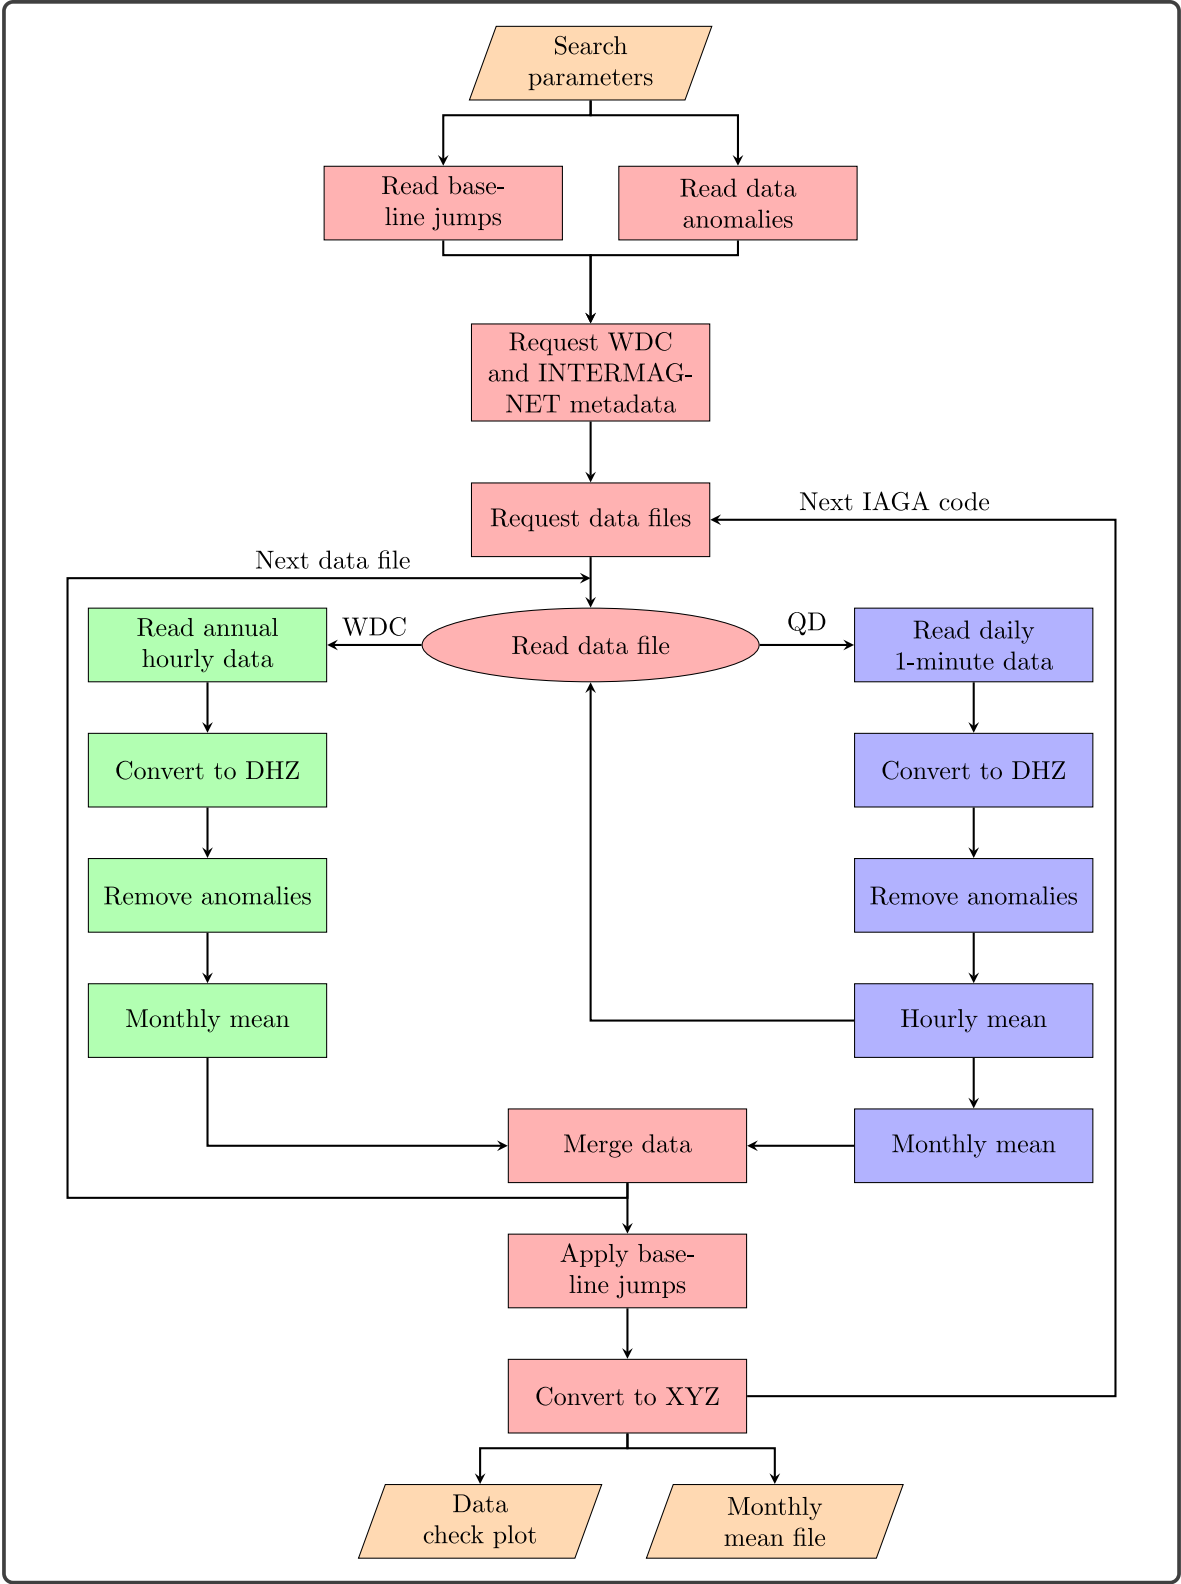 Search
parameters
Read base-
line jumps
Read data
anomalies
Request WDC
and INTERMAG-
NET metadata
Request data files
Next IAGA code
Next data file
Read annual
hourly data
WDC
Read data file
QD
Read daily
1-minute data
Convert to DHZ
Convert to DHZ
Remove anomalies
Remove anomalies
Monthly mean
Hourly mean
Merge data
Monthly mean
Apply base-
line jumps
Convert to XYZ
Data
check plot
Monthly
mean file